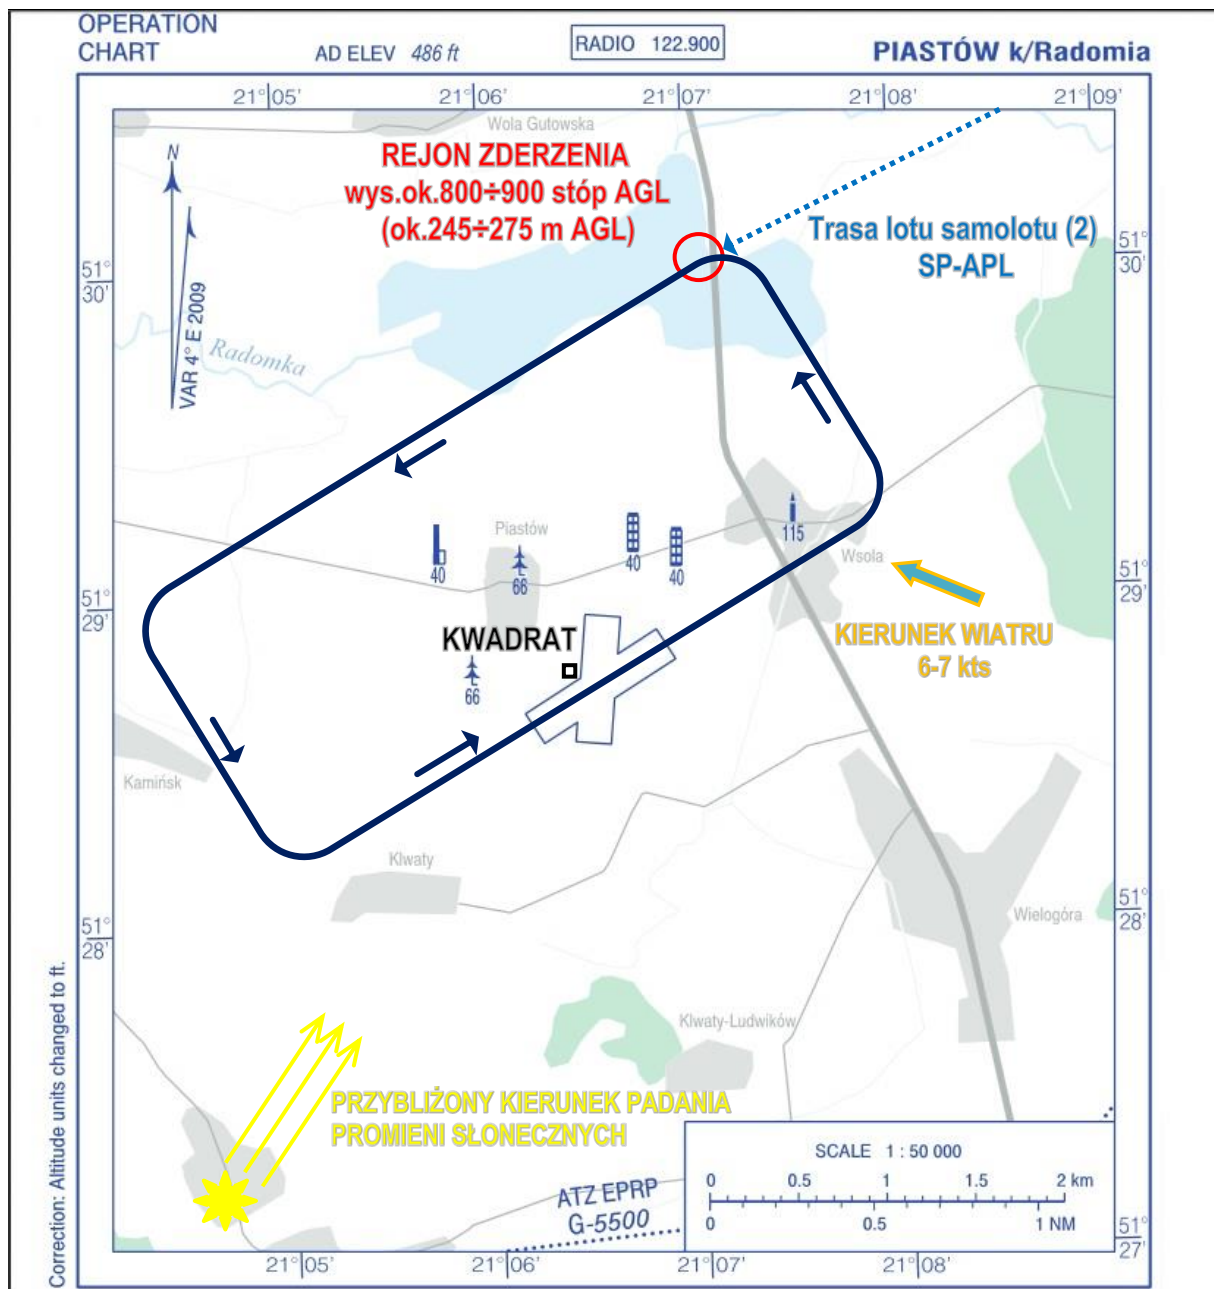 OPERATION
CHART
AD ELEV 486 ft
RADIO 122.900
PIASTÓW k/Radomia
21°05' 21°06' 21°07' 21°08' 21°09'
Wola Gutowska
N
REJON ZDERZENIA
wys.ok.800÷900 stóp AGL
(ok.245÷275 m AGL)
Trasa lotu samolotu (2)
SP-APL
51°
30'
51°
30'
VAR 4° E 2009
Radomka
Piastów
40
66
40
40
115
Wsola
51°
29'
51°
29'
KWADRAT
KIERUNEK WIATRU
6-7 kts
66
Kamińsk
Klwaty
Wielogóra
51°
28'
51°
28'
Klwaty-Ludwików
Correction: Altitude units changed to ft.
PRZYBLIŻONY KIERUNEK PADANIA
PROMIENI SŁONECZNYCH
SCALE 1 : 50 000
0 0.5 1 1.5 2 km
0 0.5 1 NM
ATZ EPRP
G-5500
51°
27'
21°05' 21°06' 21°07' 21°08'